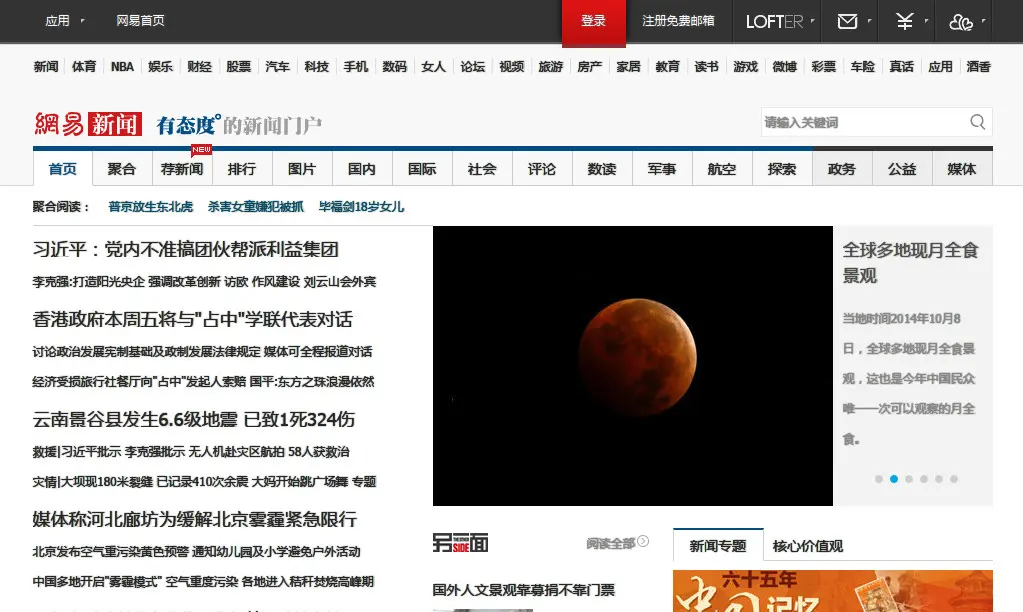 应用 网易首页 登录 注册免费邮箱 LOFTER
新闻 体育 NBA 娱乐 财经 股票 汽车 科技 手机 数码 女人 论坛 视频 旅游 房产 家居 教育 读书 游戏 微博 彩票 车险 真话 应用 酒香
網易 新闻 有态度°的新闻门户 请输入关键词
NEW
首页 聚合 荐新闻 排行 图片 国内 国际 社会 评论 数读 军事 航空 探索 政务 公益 媒体
聚合阅读： 普京放生东北虎 杀害女童嫌犯被抓 毕福剑18岁女儿
习近平：党内不准搞团伙帮派利益集团
李克强:打造阳光央企 强调改革创新 访欧 作风建设 刘云山会外宾
香港政府本周五将与"占中"学联代表对话
讨论政治发展宪制基础及政制发展法律规定 媒体可全程报道对话
经济受损旅行社餐厅向"占中"发起人索赔 国平:东方之珠浪漫依然
云南景谷县发生6.6级地震 已致1死324伤
救援|习近平批示 李克强批示 无人机赴灾区航拍 58人获救治
灾情|大坝现180米裂缝 已记录410次余震 大妈开始跳广场舞 专题
媒体称河北廊坊为缓解北京雾霾紧急限行
北京发布空气重污染黄色预警 通知幼儿园及小学避免户外活动
中国多地开启"雾霾模式" 空气重度污染 各地进入秸秆焚烧高峰期
全球多地现月全食
景观
当地时间2014年10月8
日，全球多地现月全食景
观，这也是今年中国民众
唯一一次可以观察的月全
食。
另SIDE面 阅读全部
国外人文景观靠募捐不靠门票
新闻专题 核心价值观
六十五年
中国记忆